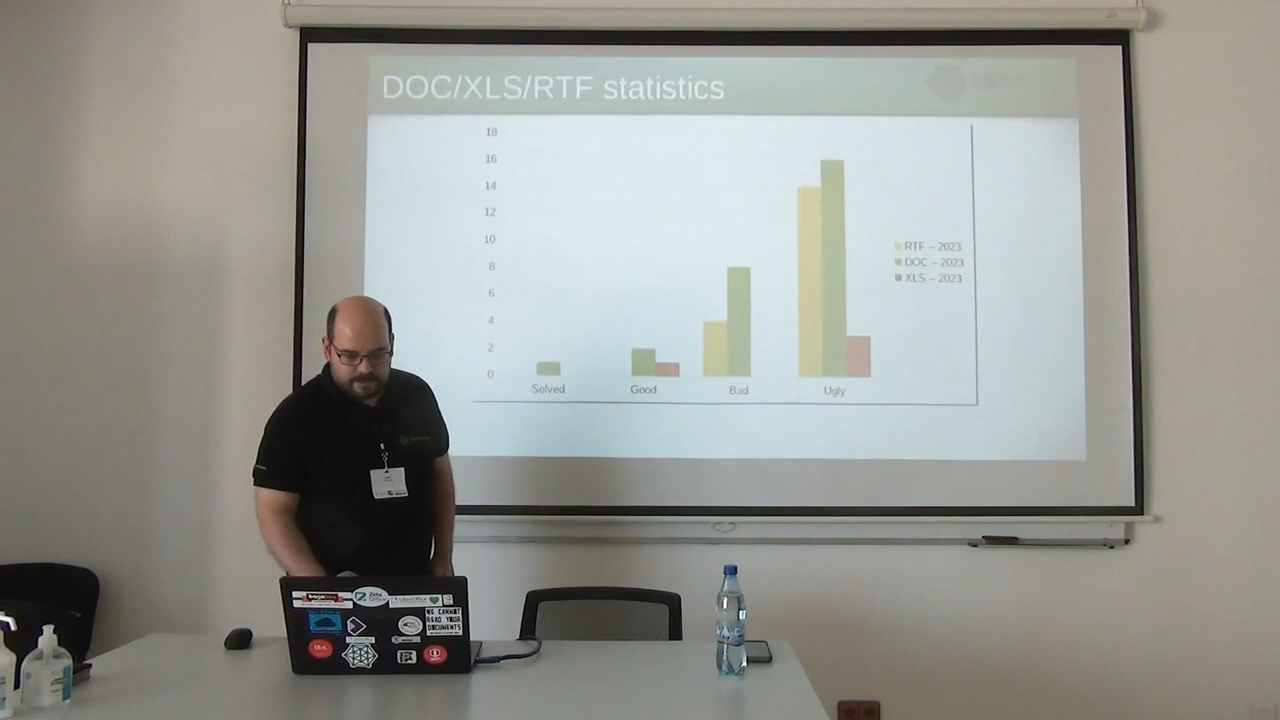 DOC/XLS/RTF statistics
18
16
14
12
10
8
6
4
2
0
Solved
Good
Bad
Ugly
RTF – 2023
DOC – 2023
XLS – 2023
Zeta
Office
LibreOffice
WE CANNOT
READ YOUR
DOCUMENTS